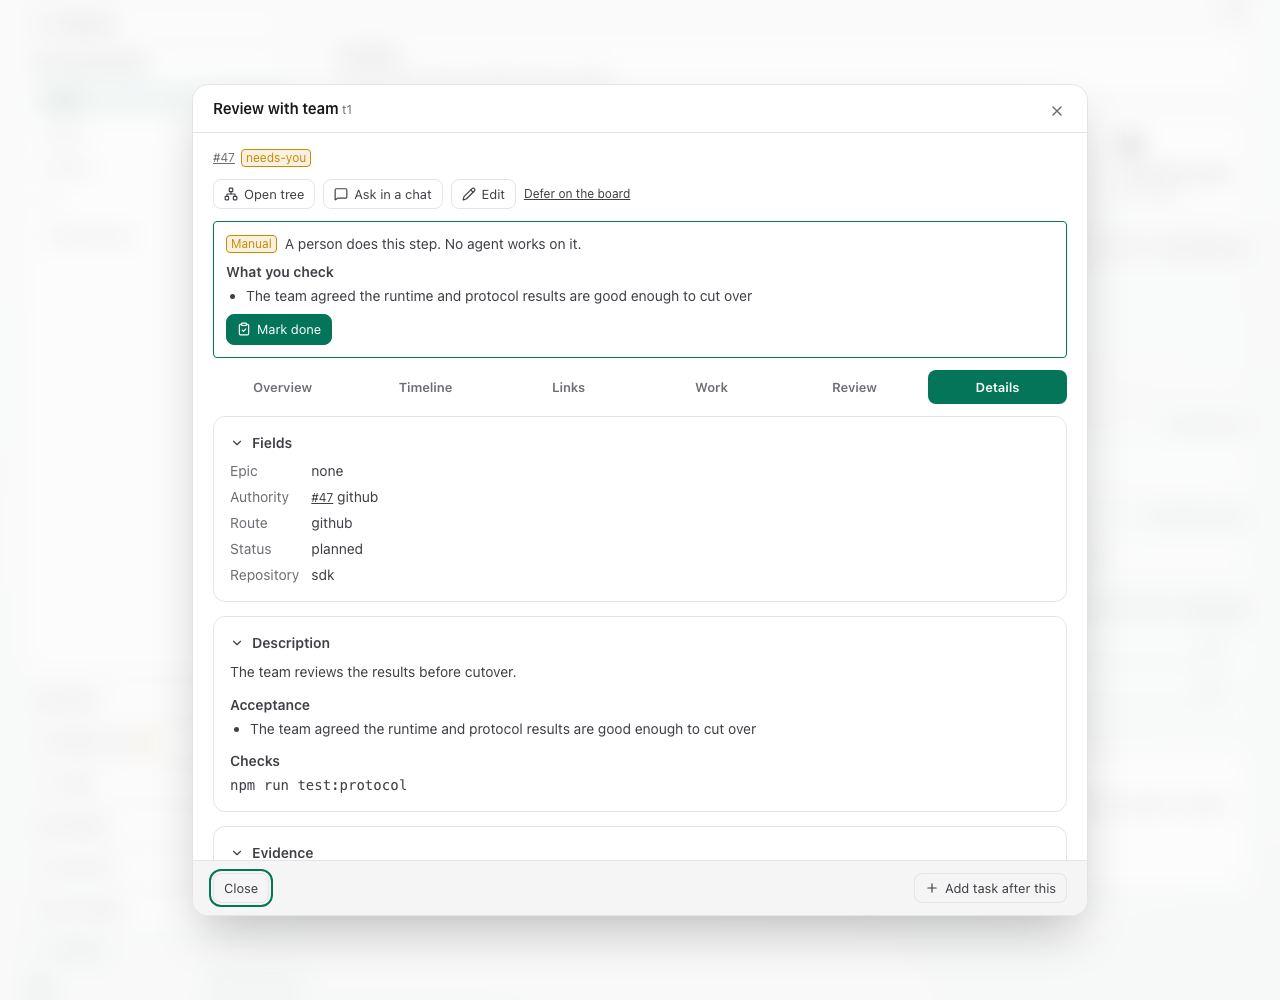 Review with team t1
#47 needs-you
Open tree Ask in a chat Edit Defer on the board
Manual A person does this step. No agent works on it.
What you check
• The team agreed the runtime and protocol results are good enough to cut over
Mark done
Overview Timeline Links Work Review Details
Fields
Epic none
Authority #47 github
Route github
Status planned
Repository sdk
Description
The team reviews the results before cutover.
Acceptance
• The team agreed the runtime and protocol results are good enough to cut over
Checks
npm run test:protocol
Evidence
Close + Add task after this